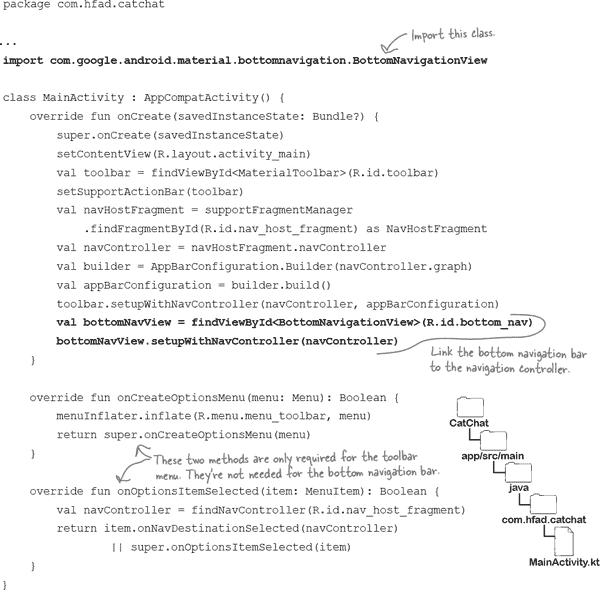 package com.hfad.catchat
...
Import this class.
import com.google.android.material.bottomnavigation.BottomNavigationView
class MainActivity : AppCompatActivity() {
    override fun onCreate(savedInstanceState: Bundle?) {
        super.onCreate(savedInstanceState)
        setContentView(R.layout.activity_main)
        val toolbar = findViewById<MaterialToolbar>(R.id.toolbar)
        setSupportActionBar(toolbar)
        val navHostFragment = supportFragmentManager
            .findFragmentById(R.id.nav_host_fragment) as NavHostFragment
        val navController = navHostFragment.navController
        val builder = AppBarConfiguration.Builder(navController.graph)
        val appBarConfiguration = builder.build()
        toolbar.setupWithNavController(navController, appBarConfiguration)
        val bottomNavView = findViewById<BottomNavigationView>(R.id.bottom_nav)
        bottomNavView.setupWithNavController(navController)
Link the bottom navigation bar
to the navigation controller.
    }
    override fun onCreateOptionsMenu(menu: Menu): Boolean {
        menuInflater.inflate(R.menu.menu_toolbar, menu)
        return super.onCreateOptionsMenu(menu)
    }
These two methods are only required for the toolbar
menu. They're not needed for the bottom navigation bar.
    override fun onOptionsItemSelected(item: MenuItem): Boolean {
        val navController = findNavController(R.id.nav_host_fragment)
        return item.onNavDestinationSelected(navController)
                || super.onOptionsItemSelected(item)
    }
}
CatChat
app/src/main
java
com.hfad.catchat
MainActivity.kt